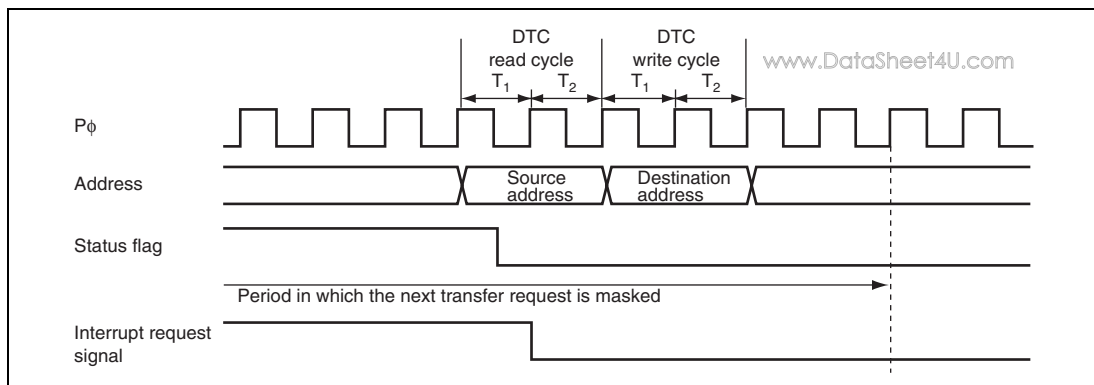 DTC
read cycle
DTC
write cycle
www.DataSheet4U.com
T1
T2
T1
T2
Pϕ
Address
Source
address
Destination
address
Status flag
Period in which the next transfer request is masked
Interrupt request
signal